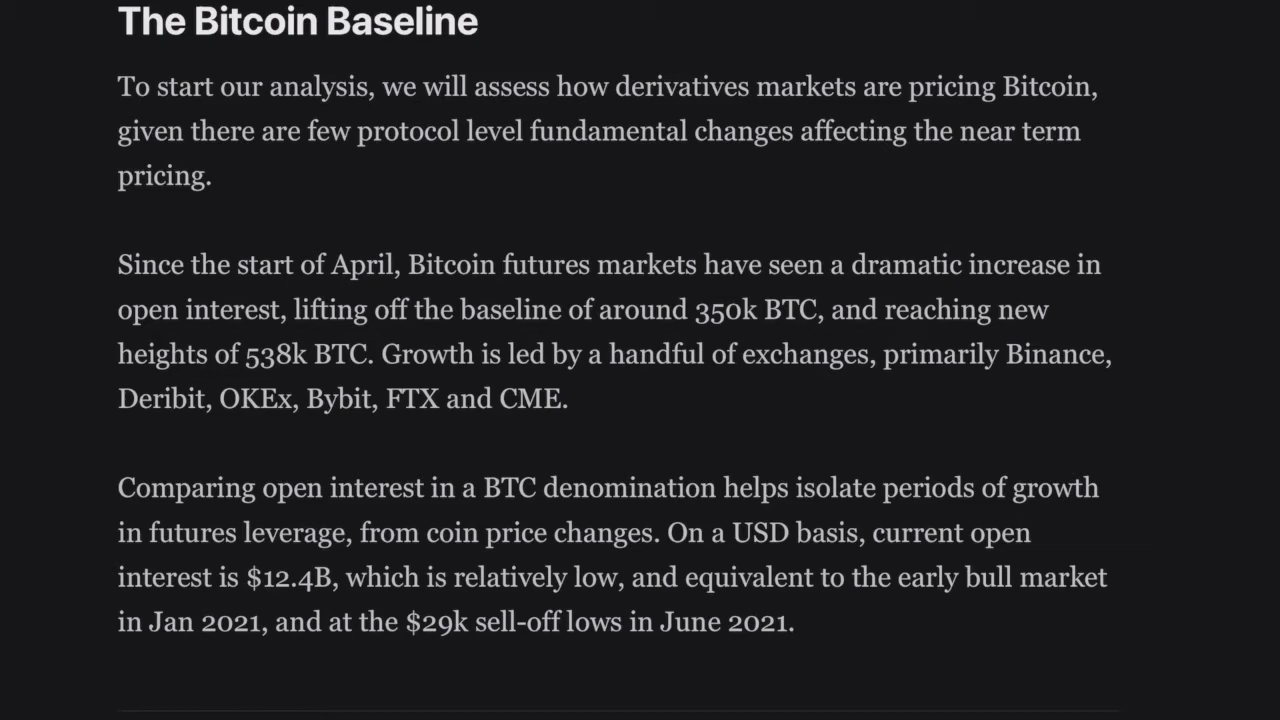 The Bitcoin Baseline
To start our analysis, we will assess how derivatives markets are pricing Bitcoin,
given there are few protocol level fundamental changes affecting the near term
pricing.
Since the start of April, Bitcoin futures markets have seen a dramatic increase in
open interest, lifting off the baseline of around 350k BTC, and reaching new
heights of 538k BTC. Growth is led by a handful of exchanges, primarily Binance,
Deribit, OKEx, Bybit, FTX and CME.
Comparing open interest in a BTC denomination helps isolate periods of growth
in futures leverage, from coin price changes. On a USD basis, current open
interest is $12.4B, which is relatively low, and equivalent to the early bull market
in Jan 2021, and at the $29k sell-off lows in June 2021.